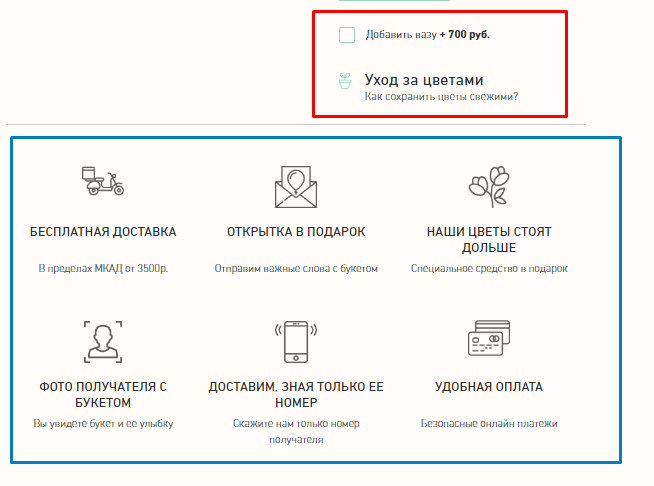 Добавить вазу + 700 руб.
Уход за цветами
Как сохранить цветы свежими?
БЕСПЛАТНАЯ ДОСТАВКА
В пределах МКАД от 3500р.
ОТКРЫТКА В ПОДАРОК
Отправим важные слова с букетом
НАШИ ЦВЕТЫ СТОЯТ
ДОЛЬШЕ
Специальное средство в подарок
ФОТО ПОЛУЧАТЕЛЯ С
БУКЕТОМ
Вы увидете букет и ее улыбку
ДОСТАВИМ, ЗНАЯ ТОЛЬКО ЕЕ
НОМЕР
Скажите нам только номер
получателя
УДОБНАЯ ОПЛАТА
Безопасные онлайн платежи